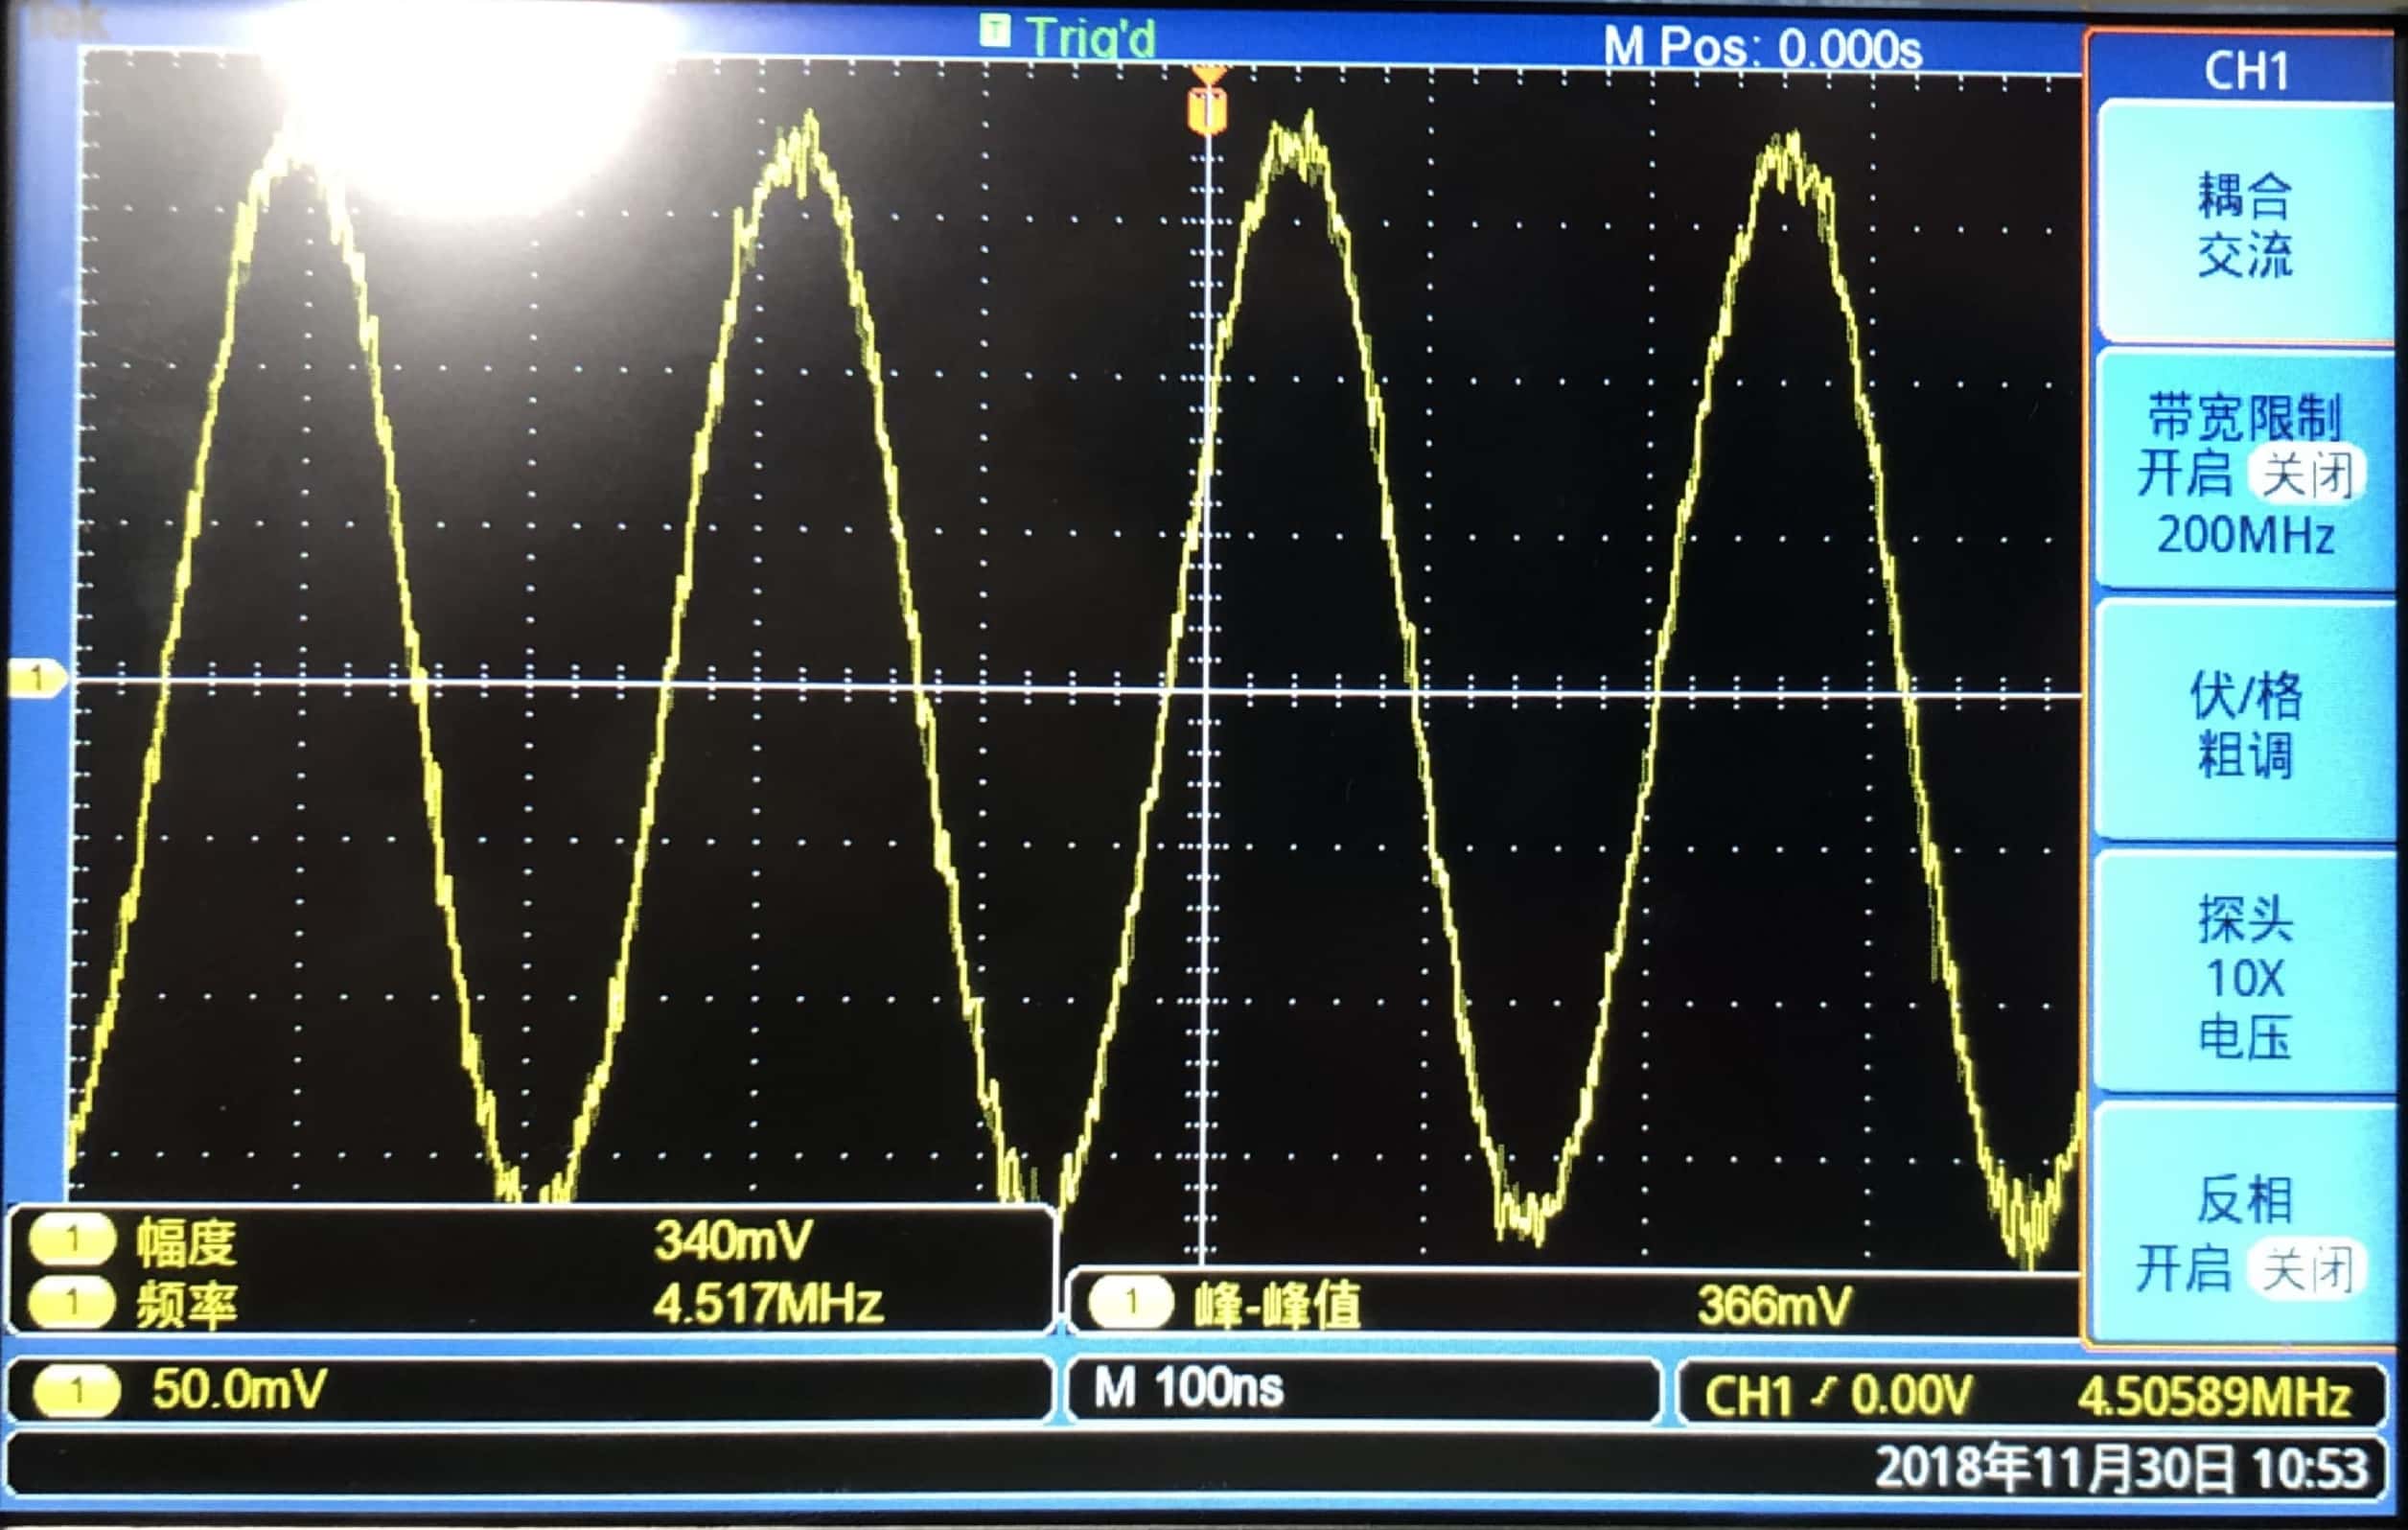 Tek
T Trig'd
M Pos: 0.000s
CH1
T
耦合
交流
带宽限制
开启 关闭
200MHz
1
伏/格
粗调
探头
10X
电压
反相
开启 关闭
1 幅度 340mV
1 频率 4.517MHz
1 峰-峰值 366mV
1 50.0mV
M 100ns
CH1 0.00V 4.50589MHz
2018年11月30日 10:53